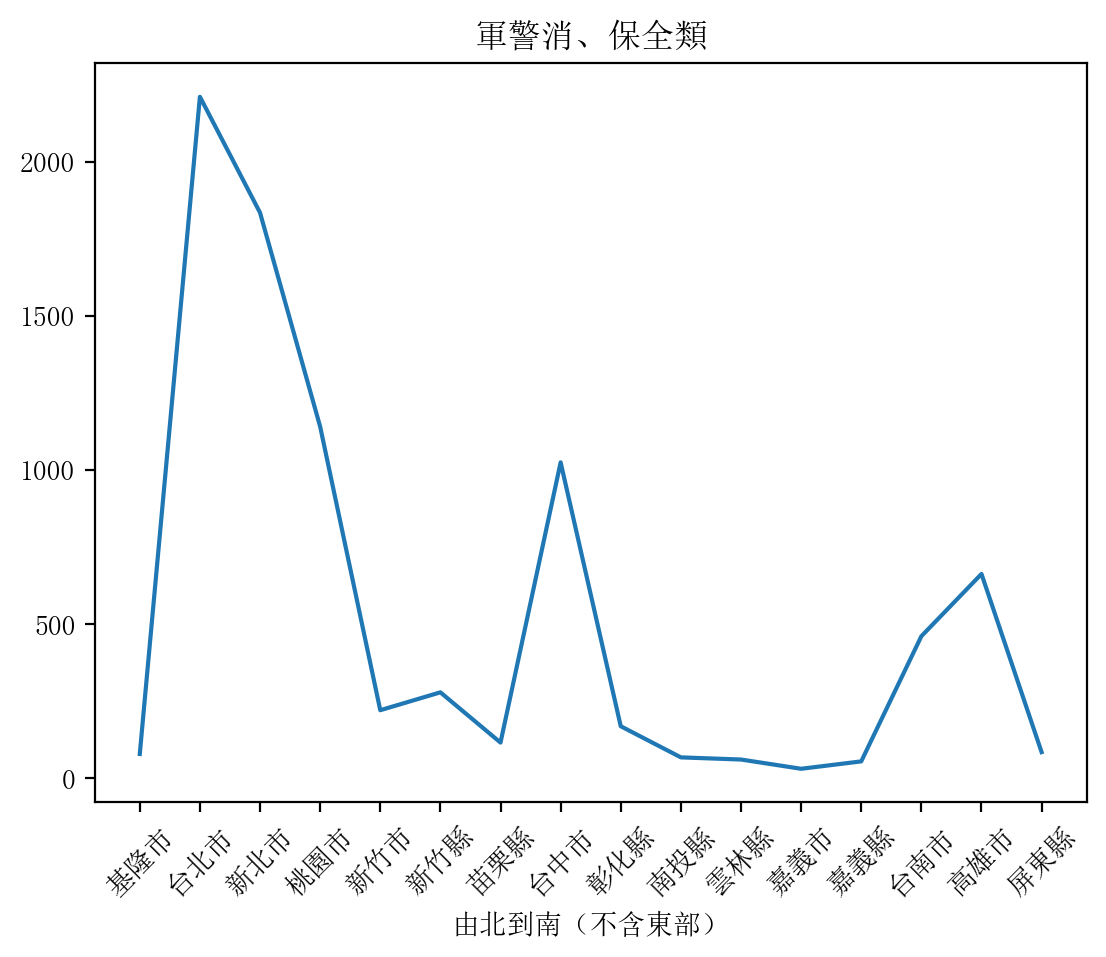 軍警消、保全類
2000
1500
1000
500
0
基隆市
台北市
新北市
桃園市
新竹市
新竹縣
苗栗縣
台中市
彰化縣
南投縣
雲林縣
嘉義市
嘉義縣
台南市
高雄市
屏東縣
由北到南（不含東部）